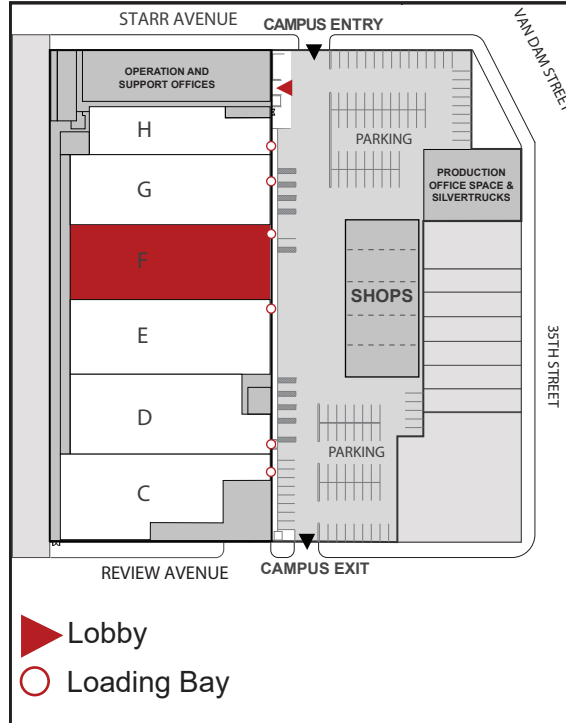 STARR AVENUE
CAMPUS ENTRY
VAN DAM STREET
OPERATION AND
SUPPORT OFFICES
H
PARKING
G
PRODUCTION
OFFICE SPACE &
SILVERTRUCKS
F
SHOPS
E
35TH STREET
D
PARKING
C
REVIEW AVENUE
CAMPUS EXIT
Lobby
Loading Bay